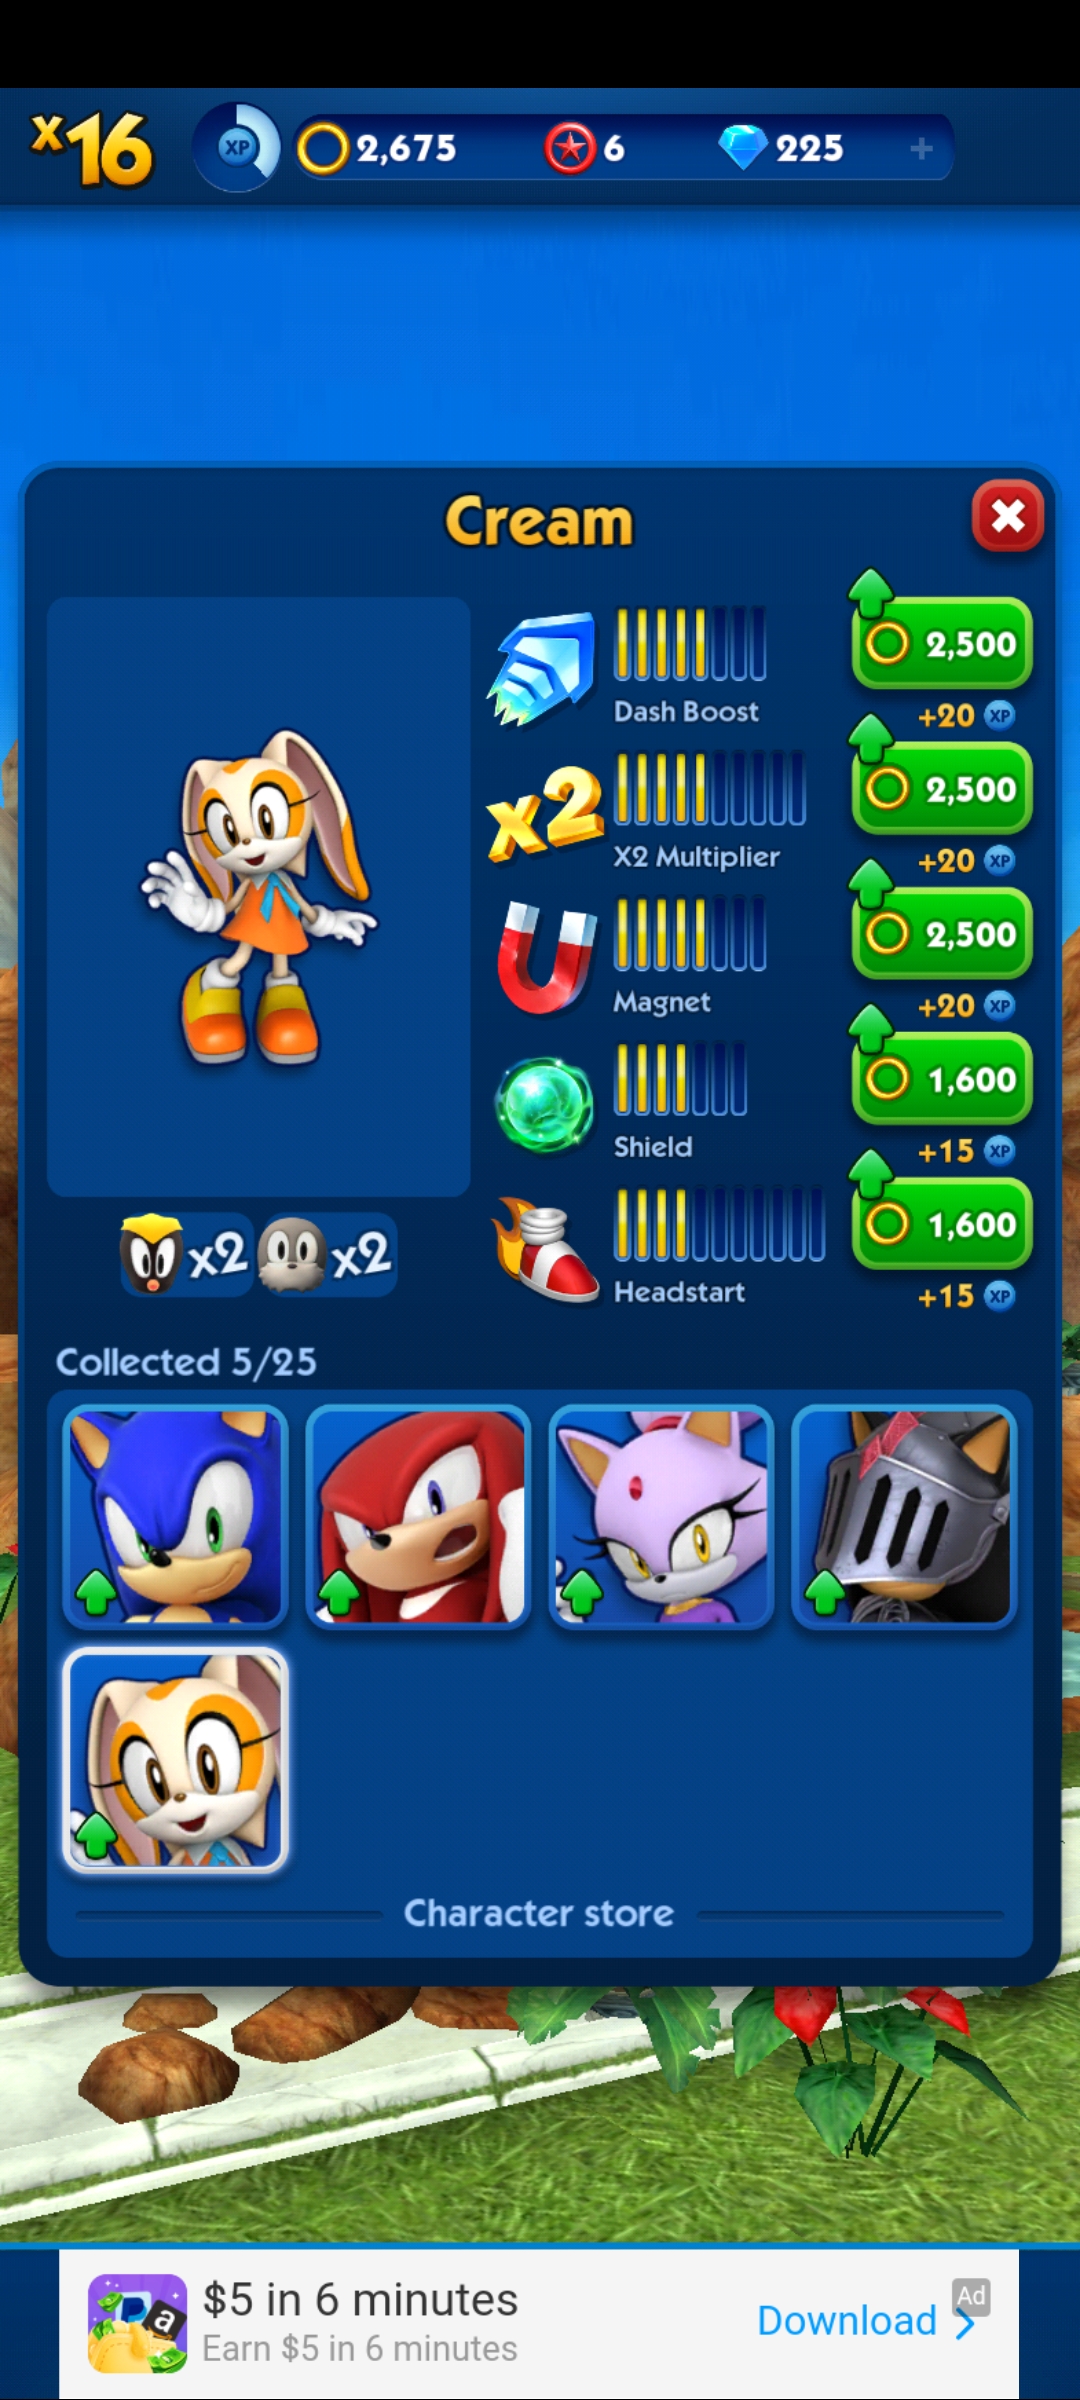 x16
XP
2,675
6
225
+
Cream
2,500
Dash Boost
+20 XP
x2
2,500
X2 Multiplier
+20 XP
2,500
Magnet
+20 XP
1,600
Shield
+15 XP
x2
x2
1,600
Headstart
+15 XP
Collected 5/25
Character store
$5 in 6 minutes
Earn $5 in 6 minutes
Download
Ad
a